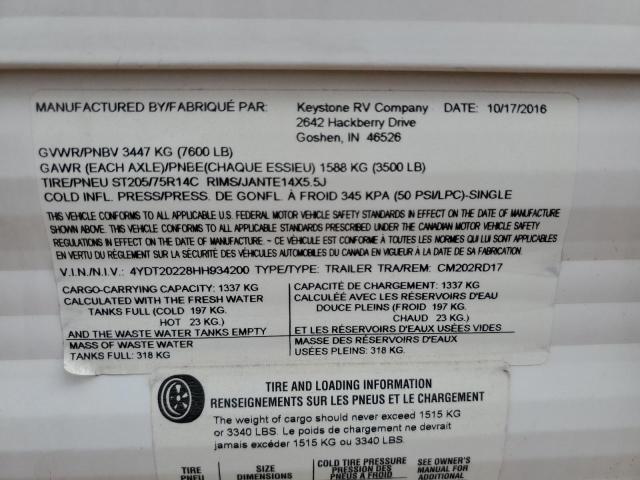 MANUFACTURED BY/FABRIQUÉ PAR: Keystone RV Company DATE: 10/17/2016
2642 Hackberry Drive
Goshen, IN 46526
GVWR/PNBV 3447 KG (7600 LB)
GAWR (EACH AXLE)/PNBE(CHAQUE ESSIEU) 1588 KG (3500 LB)
TIRE/PNEU ST205/75R14C RIMS/JANTE14X5.5J
COLD INFL. PRESS/PRESS. DE GONFL. À FROID 345 KPA (50 PSI/LPC)-SINGLE
THIS VEHICLE CONFORMS TO ALL APPLICABLE U.S. FEDERAL MOTOR VEHICLE SAFETY STANDARDS IN EFFECT ON THE DATE OF MANUFACTURE
SHOWN ABOVE. THIS VEHICLE CONFORMS TO ALL APPLICABLE STANDARDS PRESCRIBED UNDER THE CANADIAN MOTOR VEHICLE SAFETY
REGULATIONS IN EFFECT ON THE DATE OF MANUFACTURE - CE VÉHICULE EST CONFORME À TOUTES LES NORMES QUI LUI SONT APPLICABLES
EN VERTU DU RÈGLEMENT SUR LA SÉCURITÉ DES VÉHICULES AUTOMOBILES DU CANADA EN VIGUEUR À LA DATE DE SA FABRICATION
V.I.N./N.I.V.: 4YDT20228HH934200 TYPE/TYPE: TRAILER TRA/REM: CM202RD17
CARGO-CARRYING CAPACITY: 1337 KG
CALCULATED WITH THE FRESH WATER
TANKS FULL (COLD 197 KG.
HOT 23 KG.)
AND THE WASTE WATER TANKS EMPTY
MASS OF WASTE WATER
TANKS FULL: 318 KG
CAPACITÉ DE CHARGEMENT: 1337 KG
CALCULÉE AVEC LES RÉSERVOIRS D'EAU
DOUCE PLEINS (FROID 197 KG.
CHAUD 23 KG.)
ET LES RÉSERVOIRS D'EAUX USÉES VIDES
MASSE DES RÉSERVOIRS D'EAUX
USÉES PLEINS: 318 KG.
TIRE AND LOADING INFORMATION
RENSEIGNEMENTS SUR LES PNEUS ET LE CHARGEMENT
The weight of cargo should never exceed 1515 KG
or 3340 LBS. Le poids de chargement ne devrait
jamais excéder 1515 KG ou 3340 LBS.
TIRE
PNEU
SIZE
DIMENSIONS
COLD TIRE PRESSURE
PRESSION DES
PNEUS À FROID
SEE OWNER'S
MANUAL FOR
ADDITIONAL